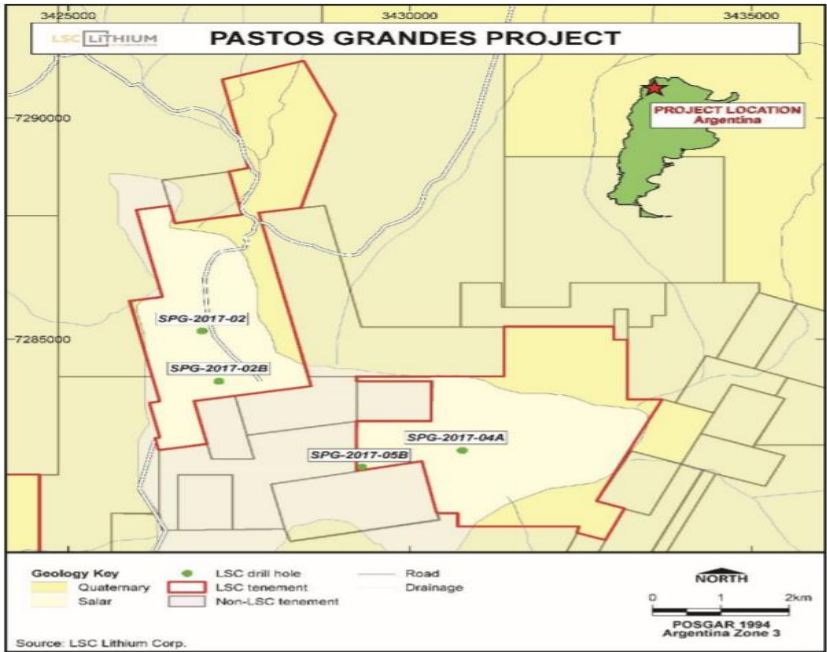 3425000 3430000 3435000
LSC LITHIUM
PASTOS GRANDES PROJECT
7290000
PROJECT LOCATION
Argentina
SPG-2017-02
7285000
SPG-2017-02B
SPG-2017-04A
SPG-2017-05B
Geology Key
Quaternary
Salar
LSC drill hole
LSC tenement
Non-LSC tenement
Road
Drainage
NORTH
0 1 2km
POSGAR 1994
Argentina Zone 3
Source: LSC Lithium Corp.